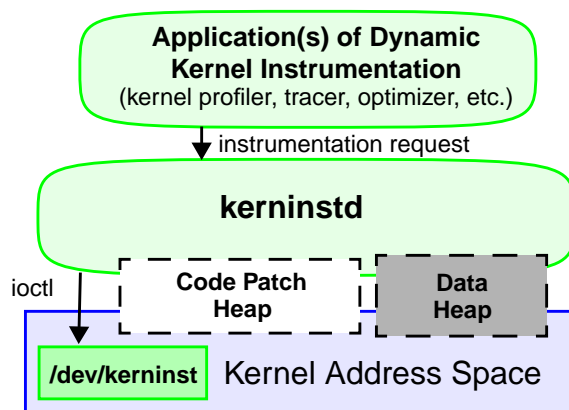 Application(s) of Dynamic
Kernel Instrumentation
(kernel profiler, tracer, optimizer, etc.)
instrumentation request
kerninstd
ioctl
Code Patch
Heap
Data
Heap
/dev/kerninst
Kernel Address Space